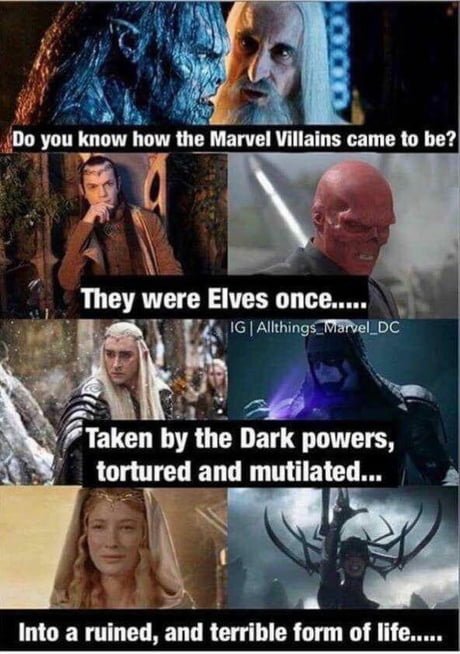 Do you know how the Marvel Villains came to be?
They were Elves once.....
IG | Allthings_Marvel_DC
Taken by the Dark powers,
tortured and mutilated...
Into a ruined, and terrible form of life.....